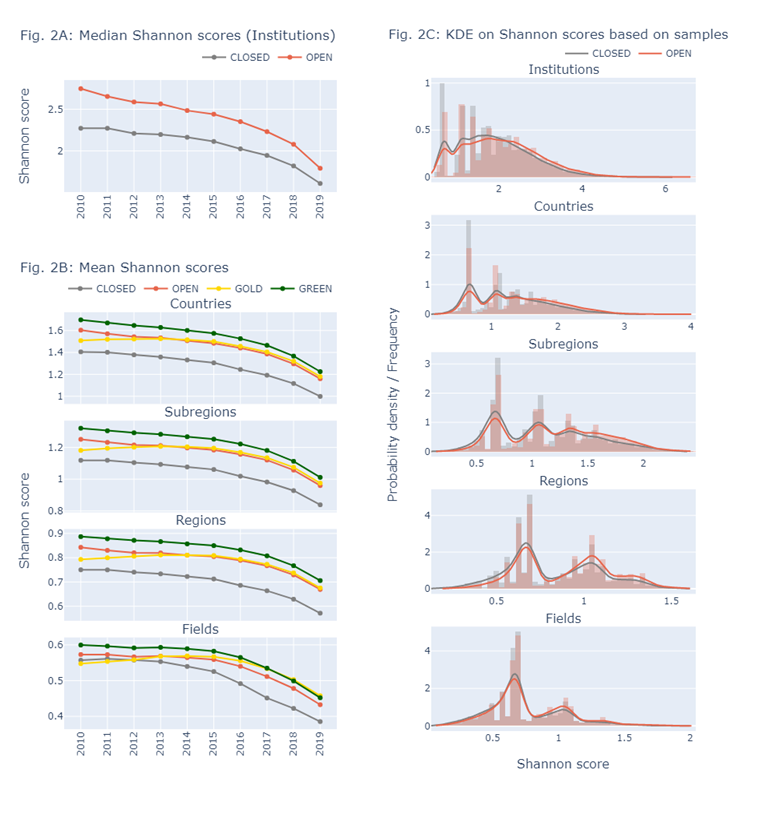 Fig. 2A: Median Shannon scores (Institutions)
CLOSED OPEN
Shannon score
2.5
2
2010 2011 2012 2013 2014 2015 2016 2017 2018 2019
Fig. 2B: Mean Shannon scores
CLOSED OPEN GOLD GREEN
Countries
1.6
1.4
1.2
1
Subregions
1.2
1
0.8
Shannon score
Regions
0.9
0.8
0.7
0.6
Fields
0.6
0.5
0.4
2010 2011 2012 2013 2014 2015 2016 2017 2018 2019
Fig. 2C: KDE on Shannon scores based on samples
CLOSED OPEN
Institutions
1
0.5
0
2 4 6
Countries
3
2
1
0
1 2 3 4
Probability density / Frequency
Subregions
3
2
1
0
0.5 1 1.5 2
Regions
4
2
0
0.5 1 1.5
Fields
4
2
0
0.5 1 1.5 2
Shannon score